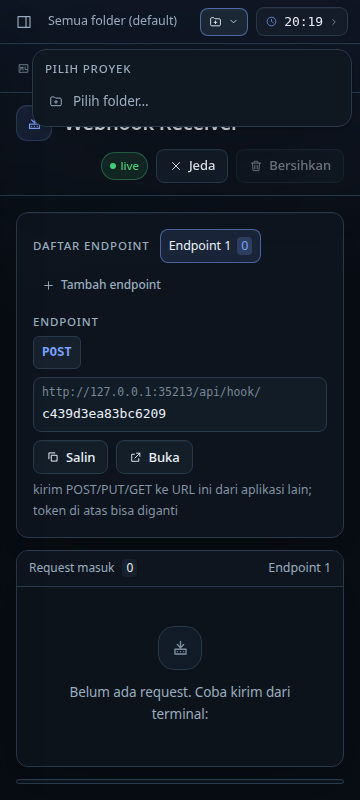 Semua folder (default)
20:19
PILIH PROYEK
Pilih folder...
Webhook Receiver
live
Jeda
Bersihkan
DAFTAR ENDPOINT
Endpoint 1 0
Tambah endpoint
ENDPOINT
POST
http://127.0.0.1:35213/api/hook/
c439d3ea83bc6209
Salin
Buka
kirim POST/PUT/GET ke URL ini dari aplikasi lain;
token di atas bisa diganti
Request masuk 0
Endpoint 1
Belum ada request. Coba kirim dari
terminal: